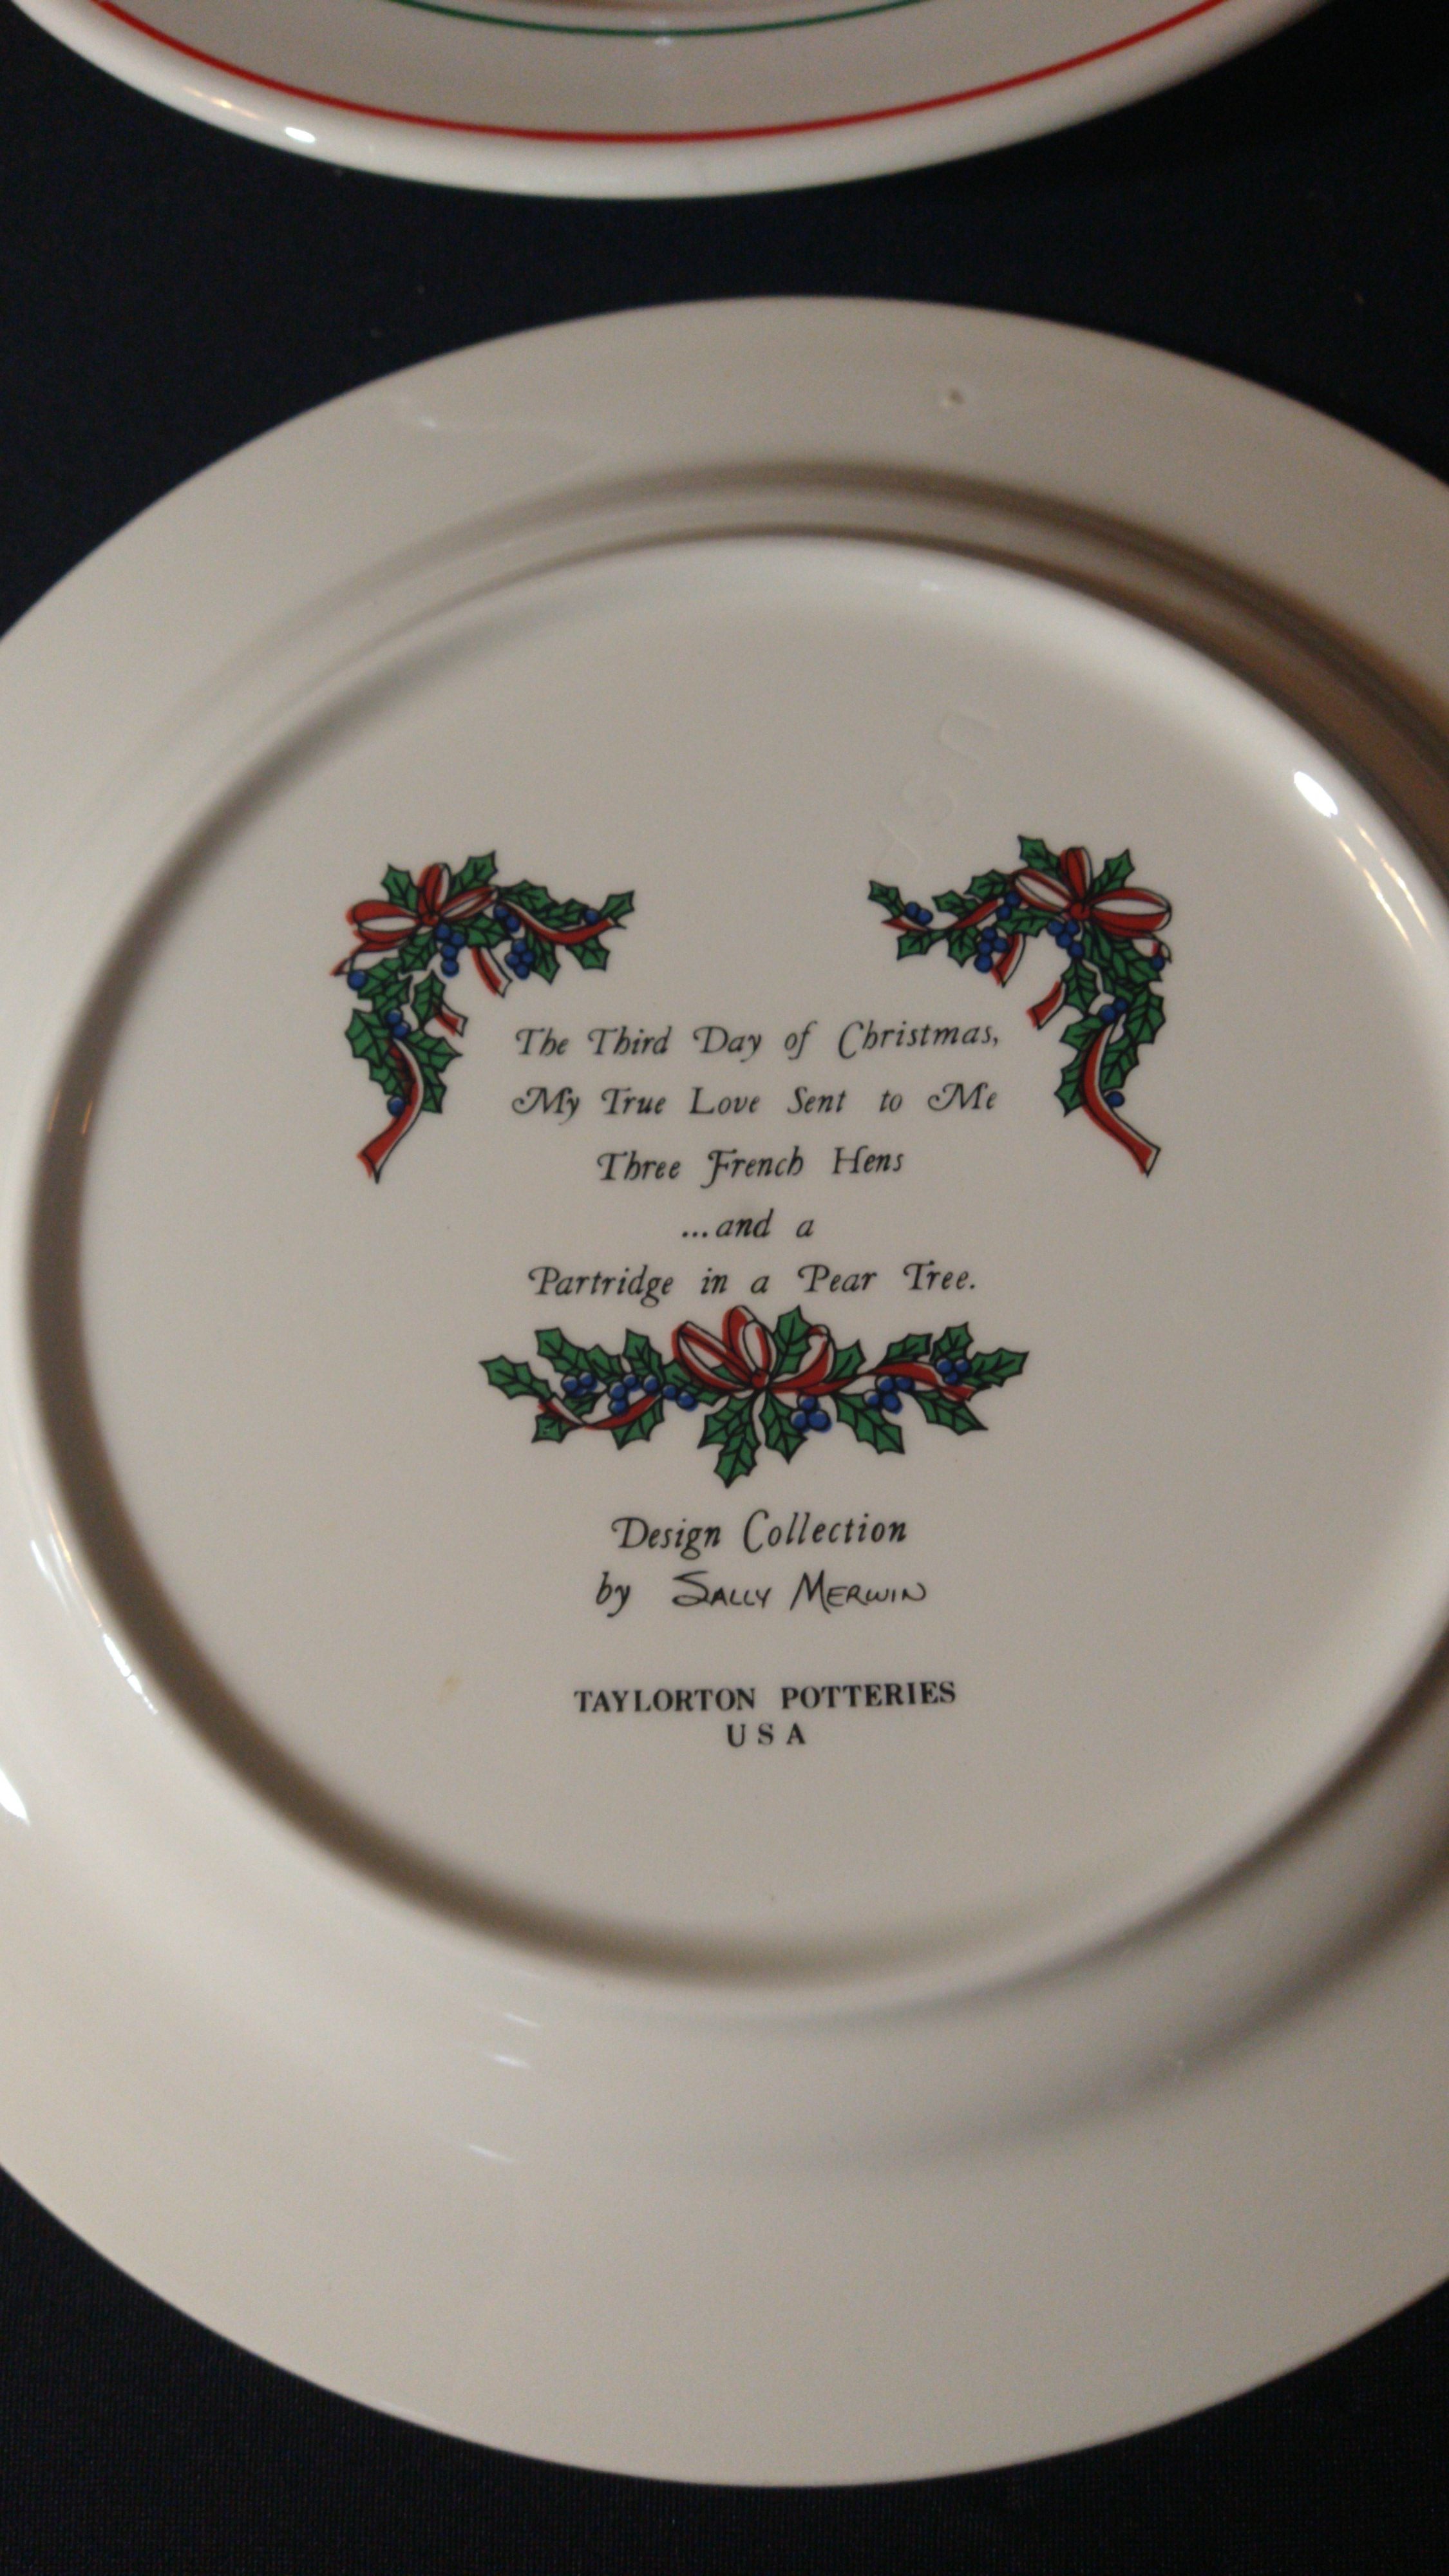 USA
The Third Day of Christmas,
My True Love Sent to Me
Three French Hens
...and a
Partridge in a Pear Tree.
Design Collection
by SALLY MERWIN
TAYLORTON POTTERIES
USA